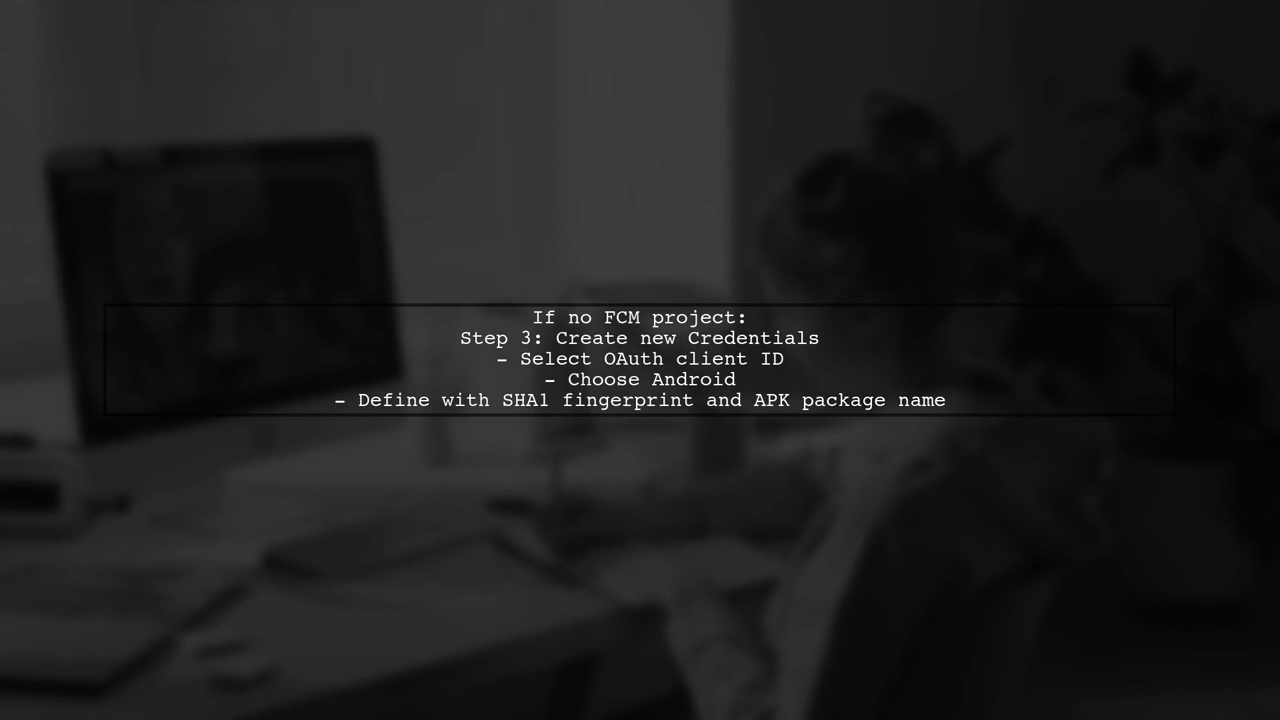 If no FCM project:
Step 3: Create new Credentials
- Select OAuth client ID
- Choose Android
- Define with SHA1 fingerprint and APK package name